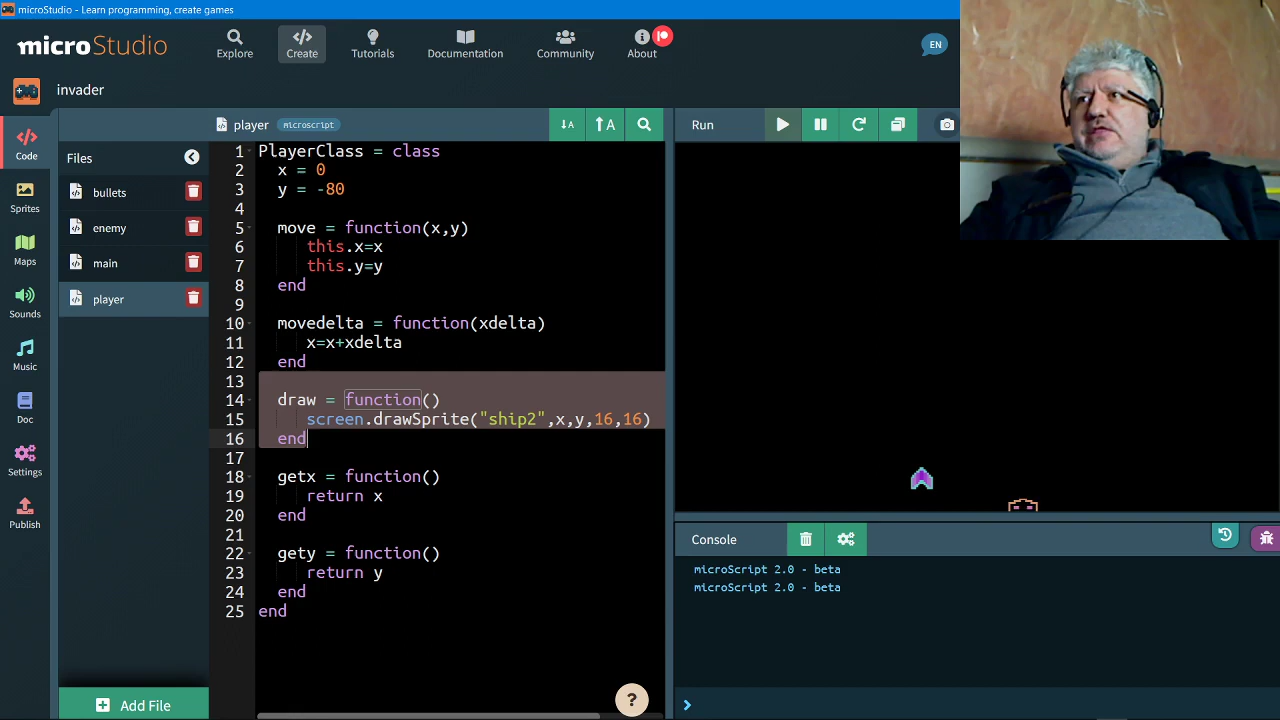 microStudio - Learn programming, create games
microStudio
Explore
Create
Tutorials
Documentation
Community
About
EN
invader
Code
Sprites
Maps
Sounds
Music
Doc
Settings
Publish
Files
bullets
enemy
main
player
Add File
player microscript
↓A
↑A
1 PlayerClass = class
2 x = 0
3 y = -80
4
5 move = function(x,y)
6 this.x=x
7 this.y=y
8 end
9
10 movedelta = function(xdelta)
11 x=x+xdelta
12 end
13
14 draw = function()
15 screen.drawSprite("ship2",x,y,16,16)
16 end
17
18 getx = function()
19 return x
20 end
21
22 gety = function()
23 return y
24 end
25 end
?
Run
Console
microScript 2.0 - beta
microScript 2.0 - beta
>